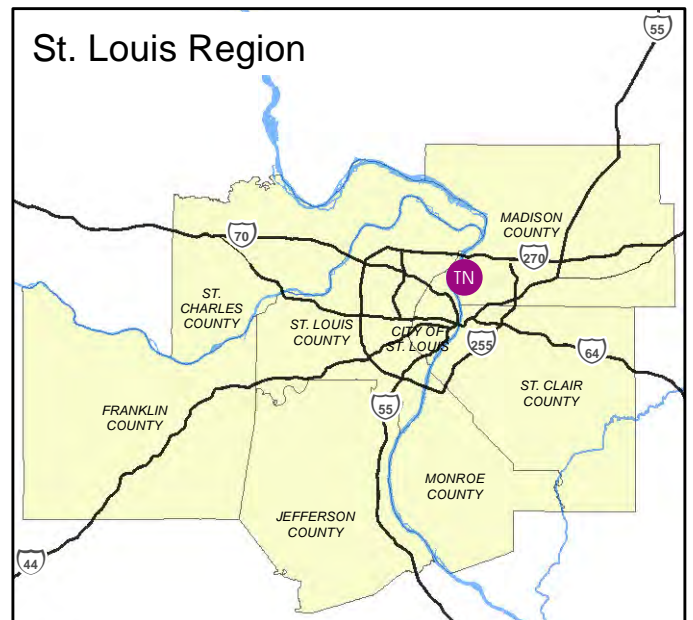 St. Louis Region
55
MADISON
COUNTY
70
270
TN
ST.
CHARLES
COUNTY
ST. LOUIS
COUNTY
CITY OF
ST. LOUIS
255
64
ST. CLAIR
COUNTY
FRANKLIN
COUNTY
55
MONROE
COUNTY
JEFFERSON
COUNTY
44